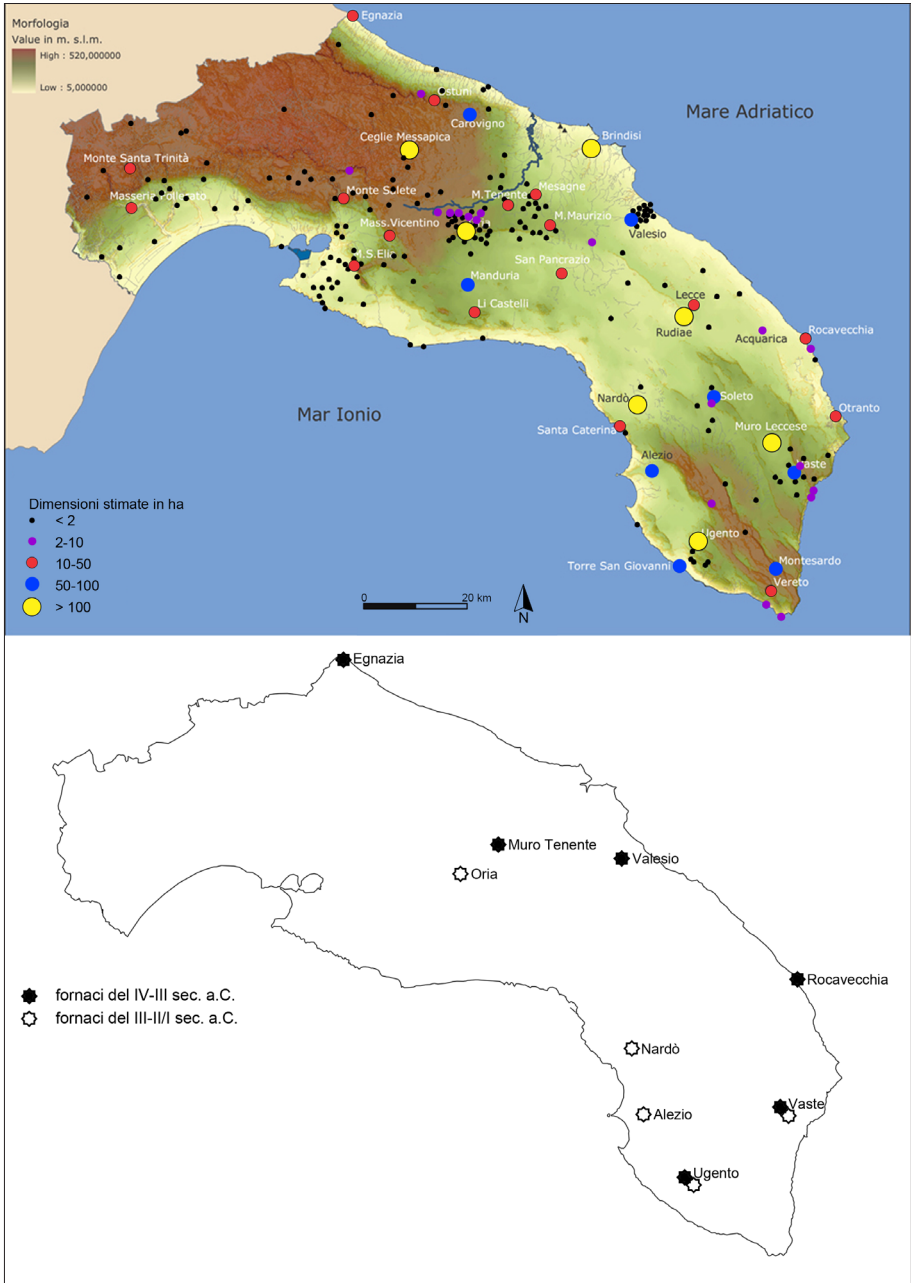 Morfologia
Value in m. s.l.m.
High : 520,000000
Low : 5,000000
Egnazia
Ostuni
Carovigno
Ceglie Messapica
Brindisi
Mare Adriatico
Monte Santa Trinità
Monte Salete
M.Tenente
Mesagne
Mass.Vicentino
M.Maurizio
Valesio
M.S.Elia
San Pancrazio
Manduria
Li Castelli
Lecce
Rudiae
Acquarica
Rocavecchia
Mar Ionio
Nardò
Soleto
Otranto
Santa Caterina
Muro Leccese
Alezio
Vaste
Ugento
Torre San Giovanni
Montesardo
Vereto
Dimensioni stimate in ha
< 2
2-10
10-50
50-100
> 100
0
20 km
N
Egnazia
Muro Tenente
Valesio
Oria
Rocavecchia
fornaci del IV-III sec. a.C.
fornaci del III-II/I sec. a.C.
Nardò
Alezio
Vaste
Ugento